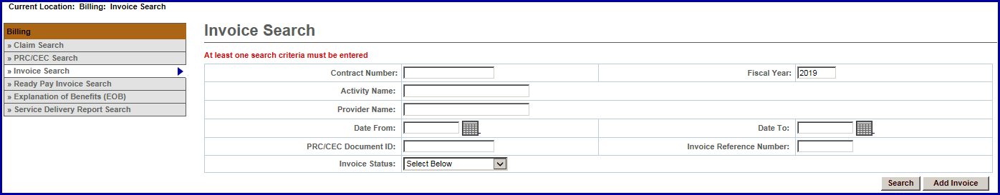 Current Location: Billing: Invoice Search
Billing
» Claim Search
» PRC/CEC Search
» Invoice Search
» Ready Pay Invoice Search
» Explanation of Benefits (EOB)
» Service Delivery Report Search
Invoice Search
At least one search criteria must be entered
Contract Number: Fiscal Year: 2019
Activity Name:
Provider Name:
Date From: Date To:
PRC/CEC Document ID: Invoice Reference Number:
Invoice Status: Select Below
Search Add Invoice